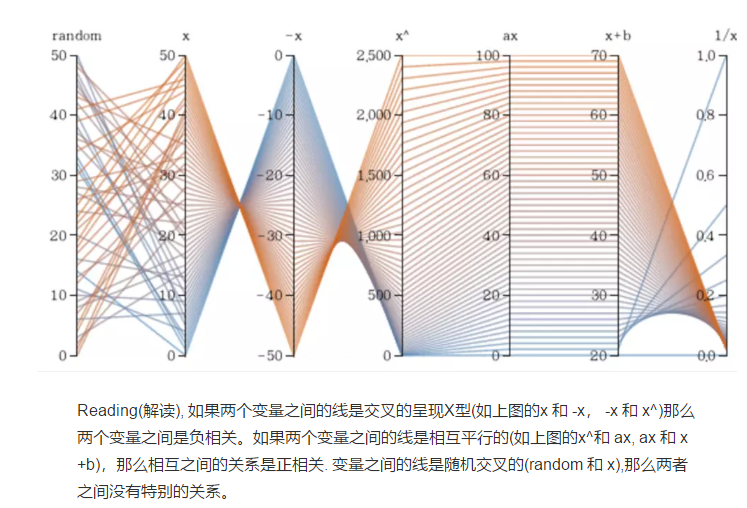 random x -x x^ ax x+b 1/x
50 50 0 2,500 100 70 1,0
40 40 -10 2,000 80 60 0,8
30 30 -20 1,500 60 50 0,6
20 20 -30 1,000 40 40 0,4
10 10 -40 500 20 30 0,2
0 0 -50 0 0 20 0,0
Reading(解读), 如果两个变量之间的线是交叉的呈现X型(如上图的x 和 -x， -x 和 x^)那么
两个变量之间是负相关。如果两个变量之间的线是相互平行的(如上图的x^和 ax, ax 和 x
+b)，那么相互之间的关系是正相关. 变量之间的线是随机交叉的(random 和 x),那么两者
之间没有特别的关系。